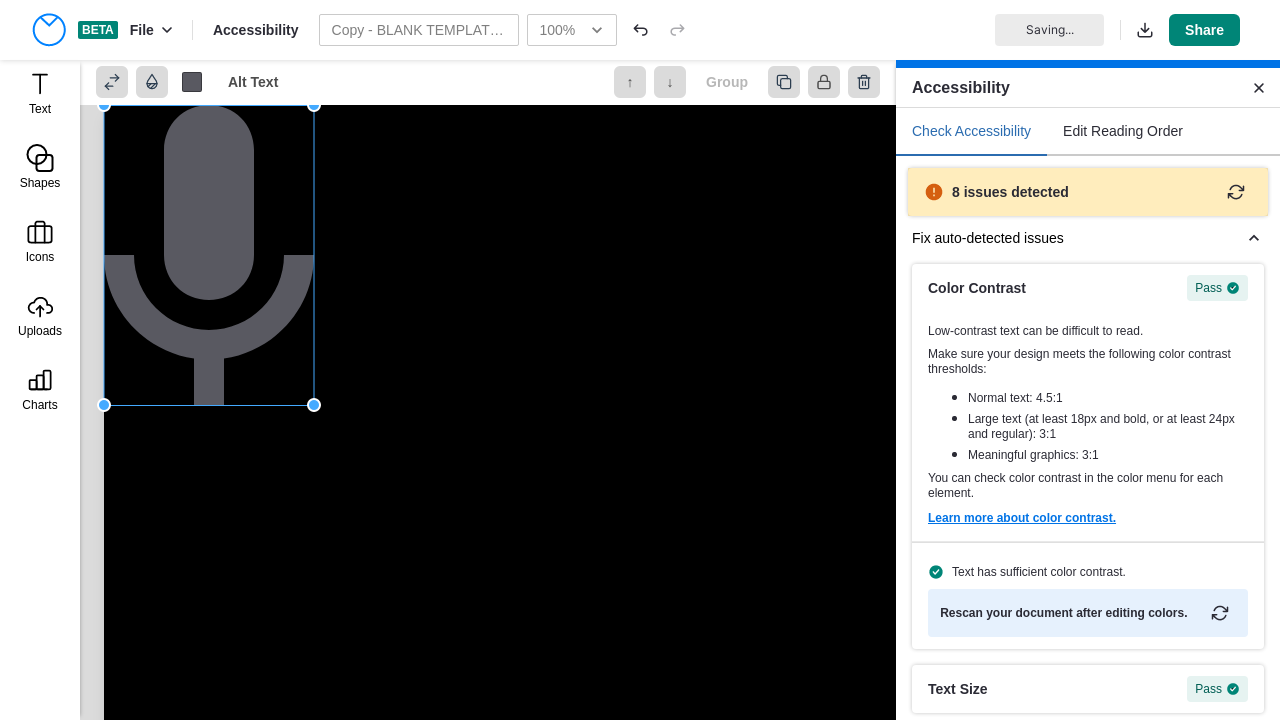 BETA File Accessibility Copy - BLANK TEMPLAT… 100% Saving... Share
Text
Shapes
Icons
Uploads
Charts
Alt Text ↑ ↓ Group
Accessibility
Check Accessibility Edit Reading Order
8 issues detected
Fix auto-detected issues
Color Contrast Pass
Low-contrast text can be difficult to read.
Make sure your design meets the following color contrast
thresholds:
• Normal text: 4.5:1
• Large text (at least 18px and bold, or at least 24px
and regular): 3:1
• Meaningful graphics: 3:1
You can check color contrast in the color menu for each
element.
Learn more about color contrast.
Text has sufficient color contrast.
Rescan your document after editing colors.
Text Size Pass